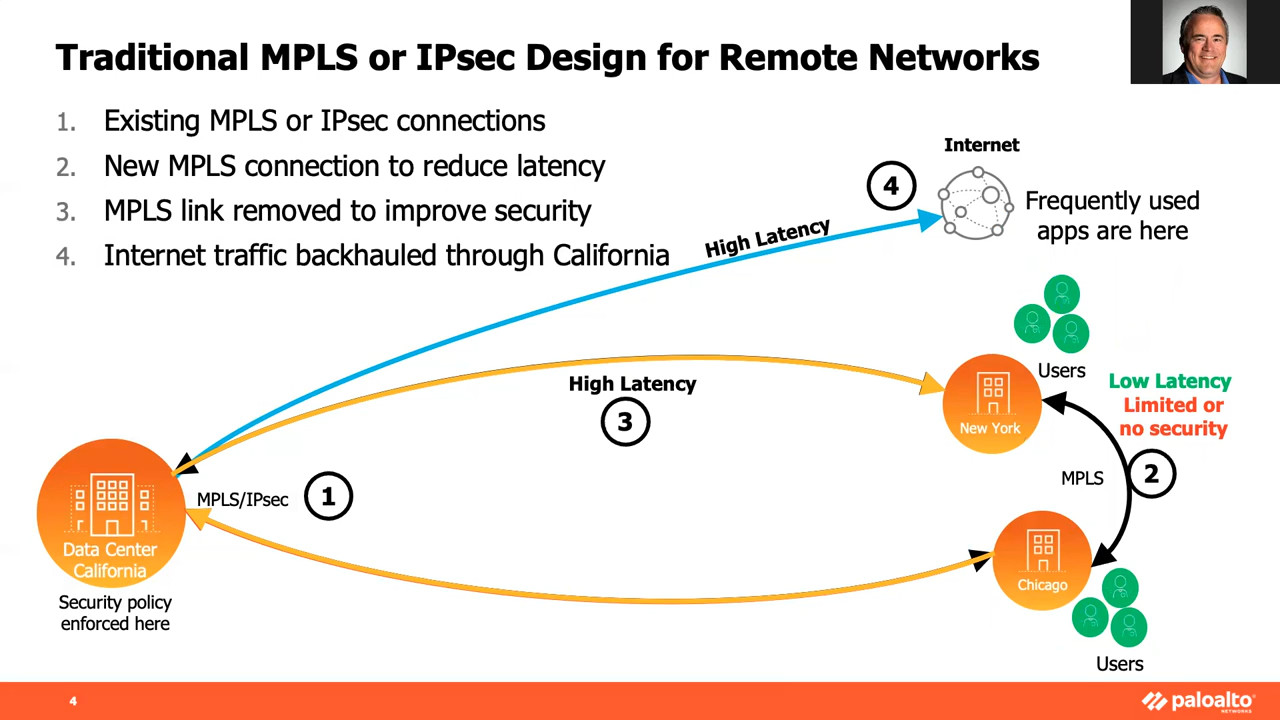 Traditional MPLS or IPsec Design for Remote Networks
1. Existing MPLS or IPsec connections
2. New MPLS connection to reduce latency
3. MPLS link removed to improve security
4. Internet traffic backhauled through California
Internet
4
Frequently used
apps are here
High Latency
Users
High Latency
3
New York
Low Latency
Limited or
no security
MPLS
2
MPLS/IPsec
1
Data Center
California
Security policy
enforced here
Chicago
Users
4
paloalto
NETWORKS